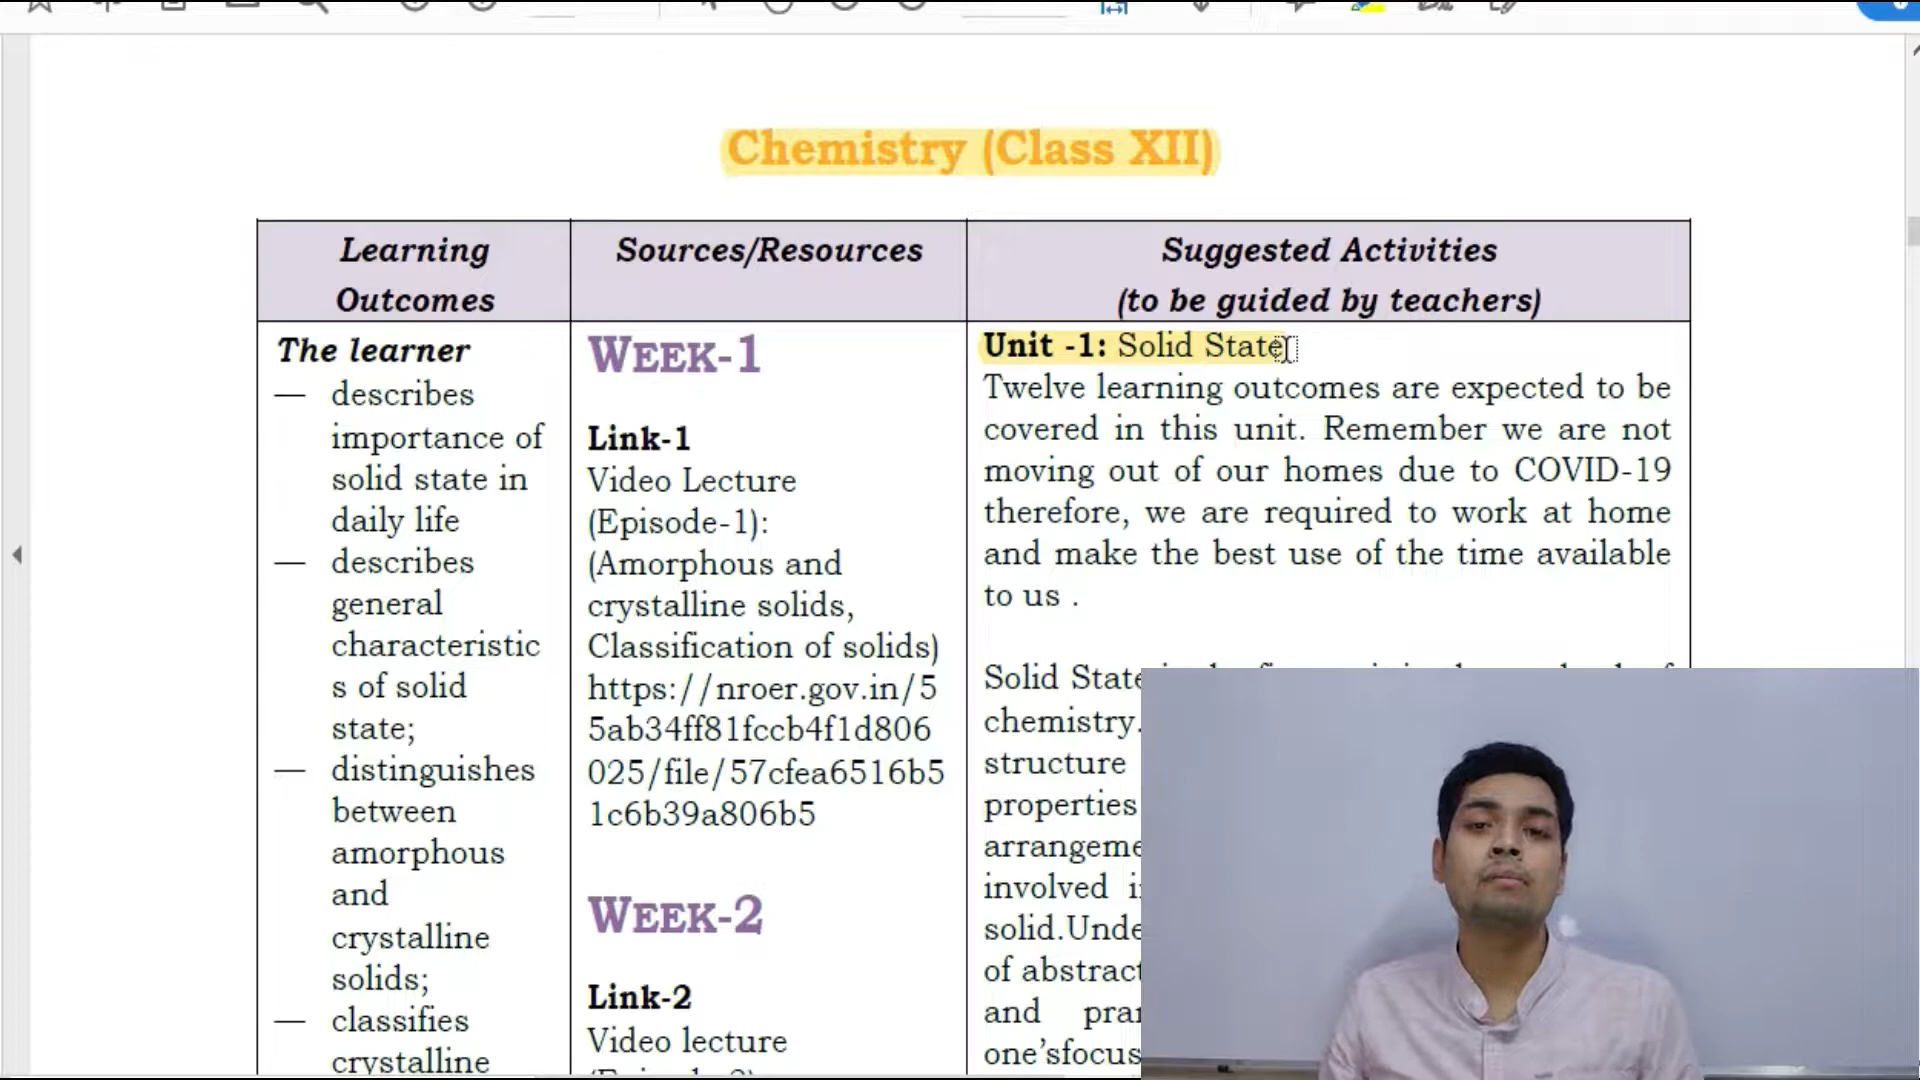 Chemistry (Class XII)
Learning
Outcomes
Sources/Resources
Suggested Activities
(to be guided by teachers)
The learner
— describes
importance of
solid state in
daily life
— describes
general
characteristic
s of solid
state;
— distinguishes
between
amorphous
and
crystalline
solids;
— classifies
crystalline
WEEK-1
Link-1
Video Lecture
(Episode-1):
(Amorphous and
crystalline solids,
Classification of solids)
https://nroer.gov.in/5
5ab34ff81fccb4f1d806
025/file/57cfea6516b5
1c6b39a806b5
WEEK-2
Link-2
Video lecture
Unit -1: Solid State
Twelve learning outcomes are expected to be
covered in this unit. Remember we are not
moving out of our homes due to COVID-19
therefore, we are required to work at home
and make the best use of the time available
to us .
Solid State
chemistry.
structure
properties
arrangeme
involved i
solid.Unde
of abstract
and
one'sfocus